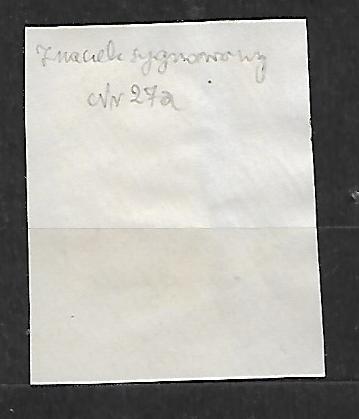 Znaczek sygnowany
Nr 27a